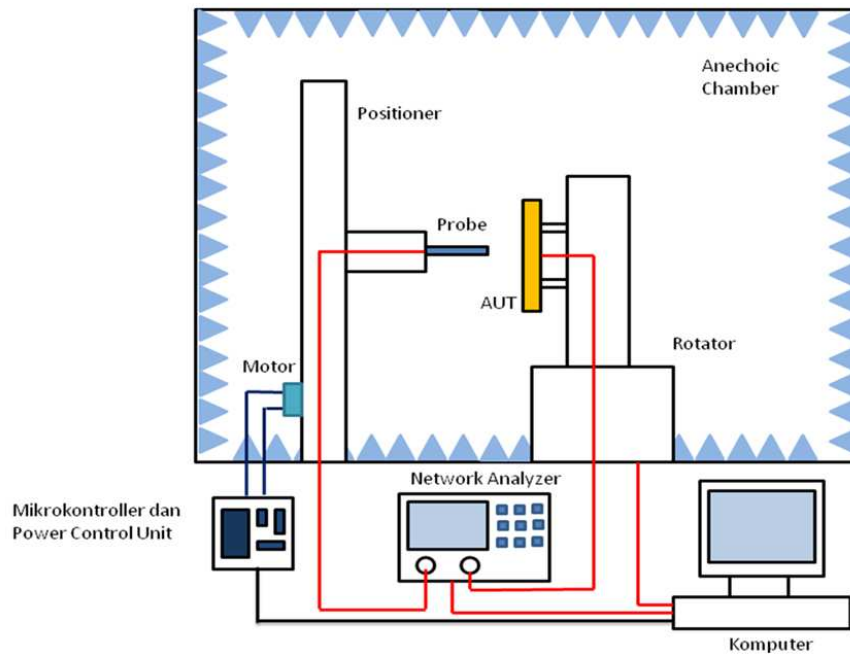 Anechoic
Chamber
Positioner
Probe
AUT
Rotator
Motor
Network Analyzer
Mikrokontroller dan
Power Control Unit
Komputer